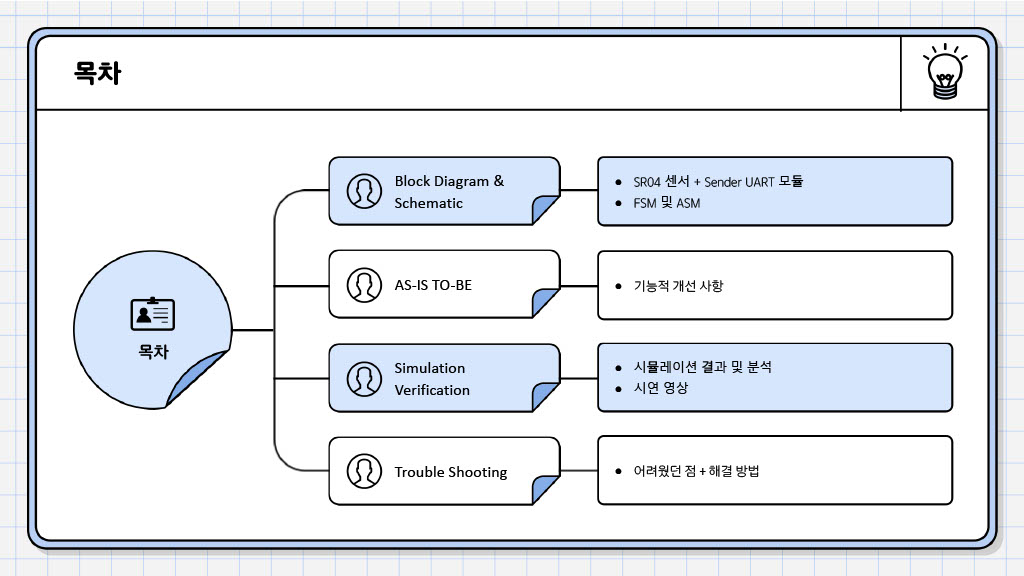 목차
목차
Block Diagram &
Schematic
• SR04 센서 + Sender UART 모듈
• FSM 및 ASM
AS-IS TO-BE
• 기능적 개선 사항
Simulation
Verification
• 시뮬레이션 결과 및 분석
• 시연 영상
Trouble Shooting
• 어려웠던 점 + 해결 방법